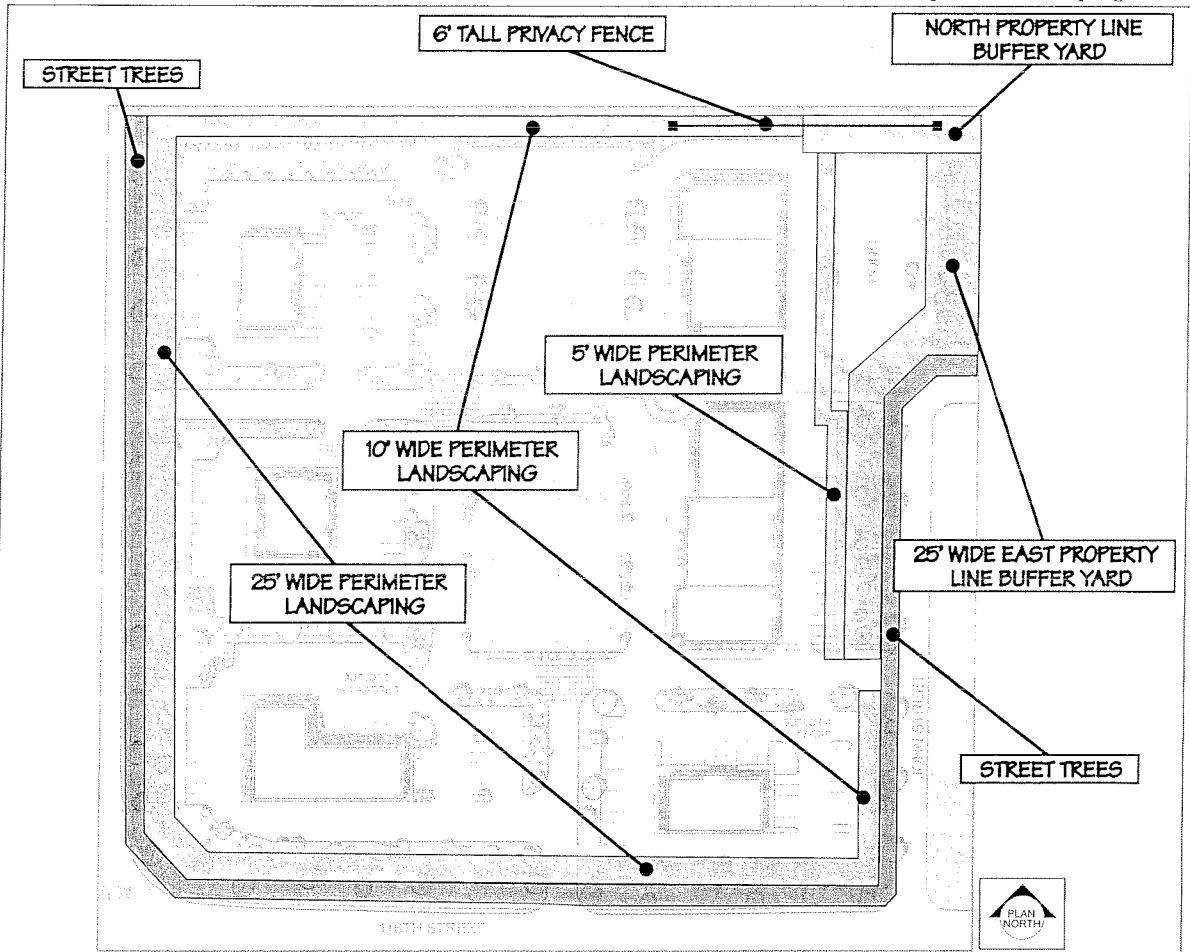 6' TALL PRIVACY FENCE
NORTH PROPERTY LINE
BUFFER YARD
STREET TREES
POND
5' WIDE PERIMETER
LANDSCAPING
10' WIDE PERIMETER
LANDSCAPING
25' WIDE EAST PROPERTY
LINE BUFFER YARD
25' WIDE PERIMETER
LANDSCAPING
JOHN STREET
STREET TREES
116TH STREET
PLAN
NORTH